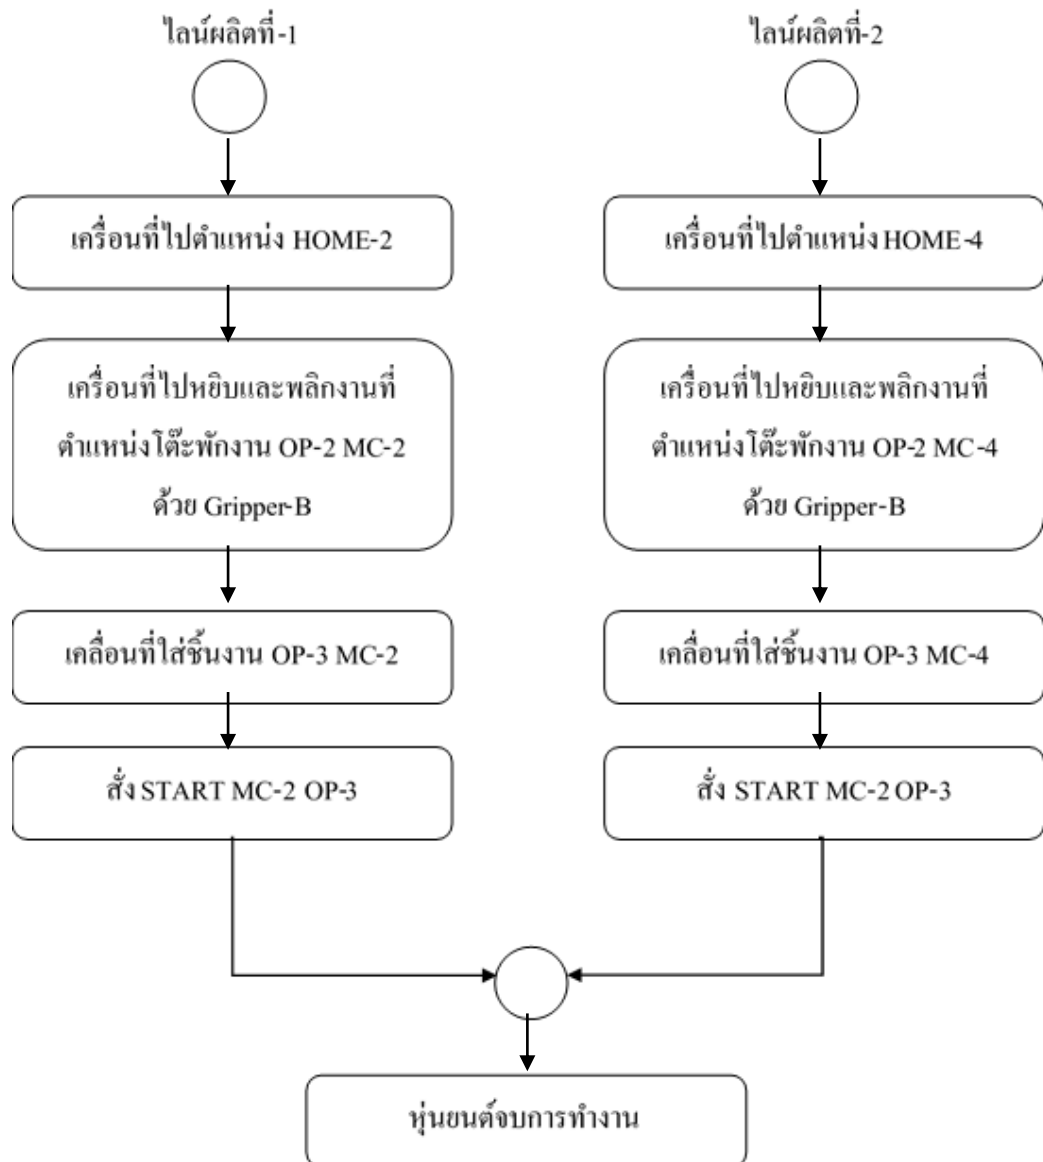 ไลน์ผลิตที่-1
เครื่อนที่ไปตำแหน่ง HOME-2
เครื่อนที่ไปหยิบและพลิกงานที่
ตำแหน่งโต๊ะพักงาน OP-2 MC-2
ด้วย Gripper-B
เคลื่อนที่ใส่ชิ้นงาน OP-3 MC-2
สั่ง START MC-2 OP-3
ไลน์ผลิตที่-2
เครื่อนที่ไปตำแหน่ง HOME-4
เครื่อนที่ไปหยิบและพลิกงานที่
ตำแหน่งโต๊ะพักงาน OP-2 MC-4
ด้วย Gripper-B
เคลื่อนที่ใส่ชิ้นงาน OP-3 MC-4
สั่ง START MC-2 OP-3
หุ่นยนต์จบการทำงาน